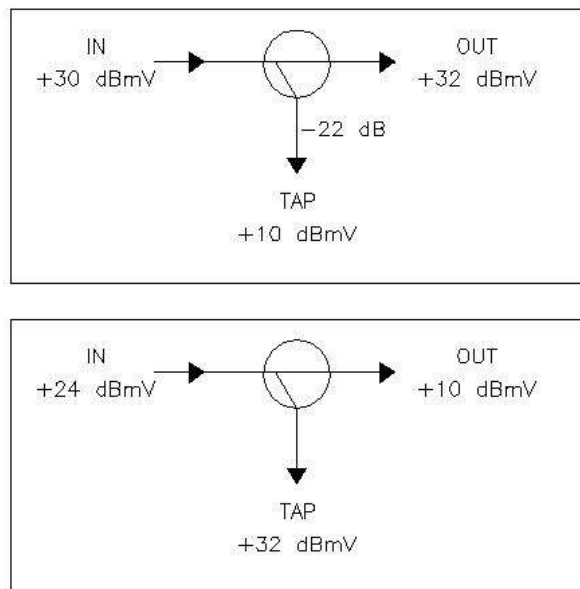 IN
+30 dBmV
OUT
+32 dBmV
-22 dB
TAP
+10 dBmV
IN
+24 dBmV
OUT
+10 dBmV
TAP
+32 dBmV